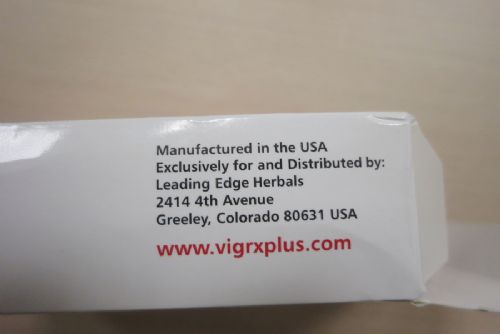 Manufactured in the USA
Exclusively for and Distributed by:
Leading Edge Herbals
2414 4th Avenue
Greeley, Colorado 80631 USA
www.vigrxplus.com